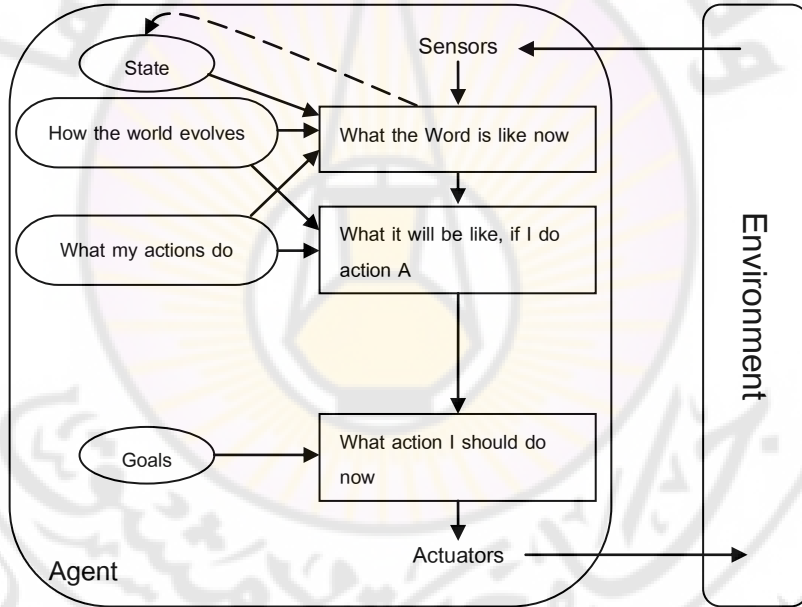 Sensors
State
How the world evolves
What the Word is like now
What my actions do
What it will be like, if I do
action A
Environment
Goals
What action I should do
now
Actuators
Agent